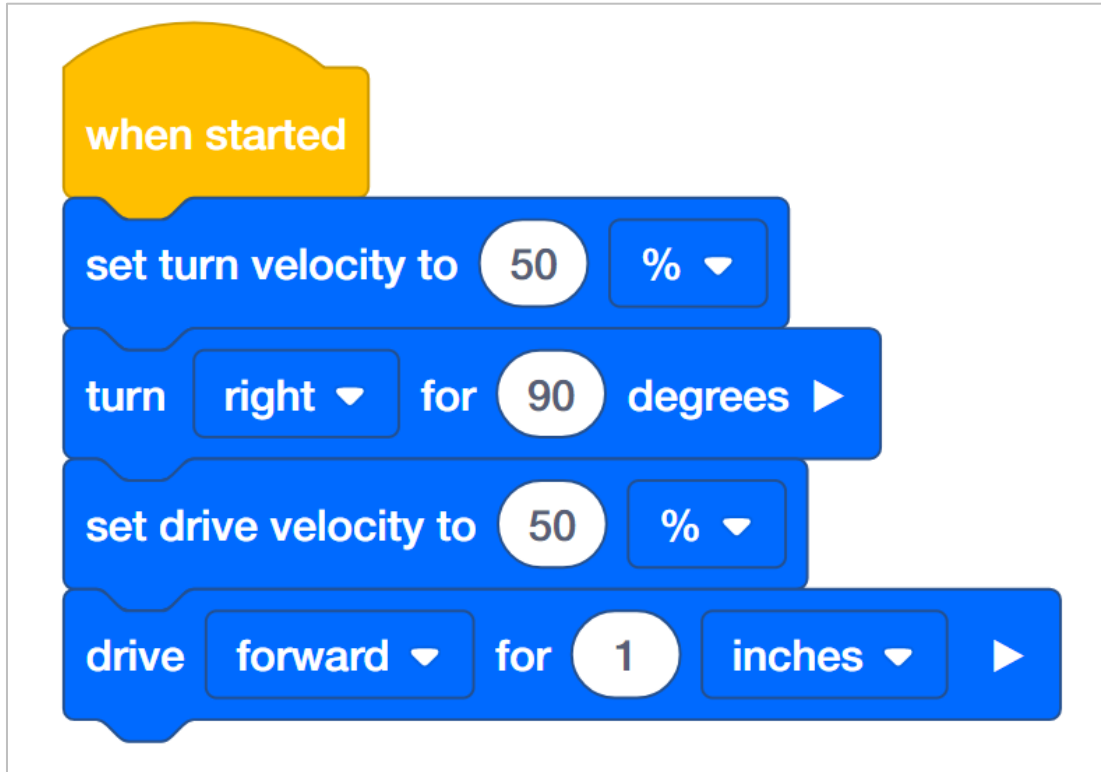 when started
set turn velocity to 50 %
turn right for 90 degrees
set drive velocity to 50 %
drive forward for 1 inches